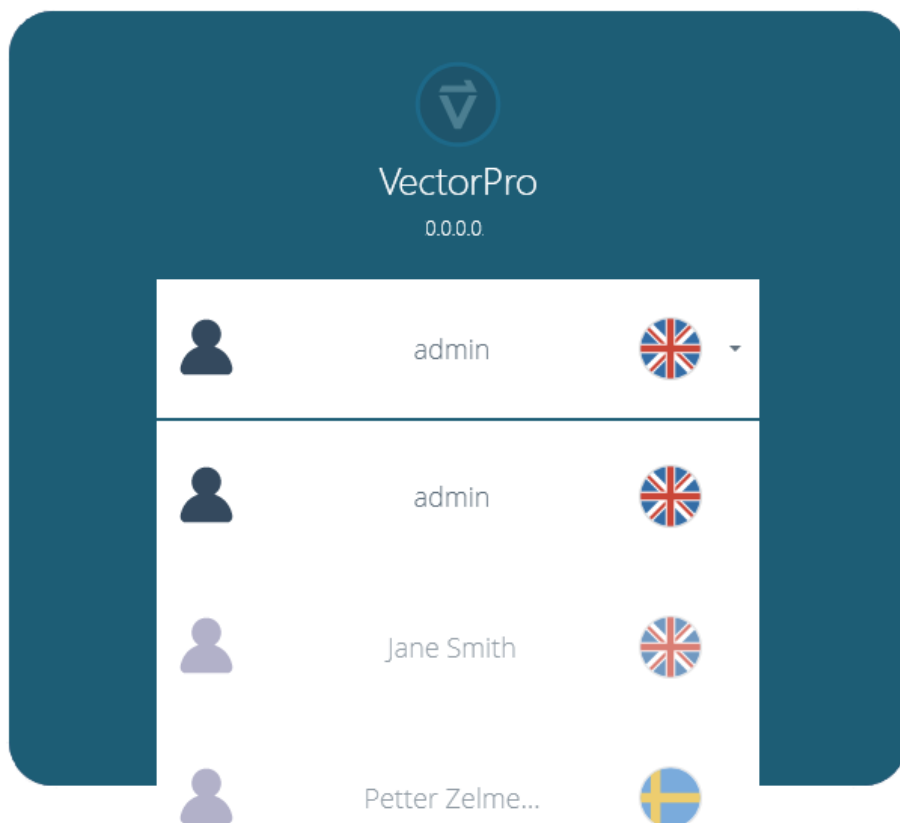 VectorPro
0.0.0.0
admin
admin
Jane Smith
Petter Zelme...